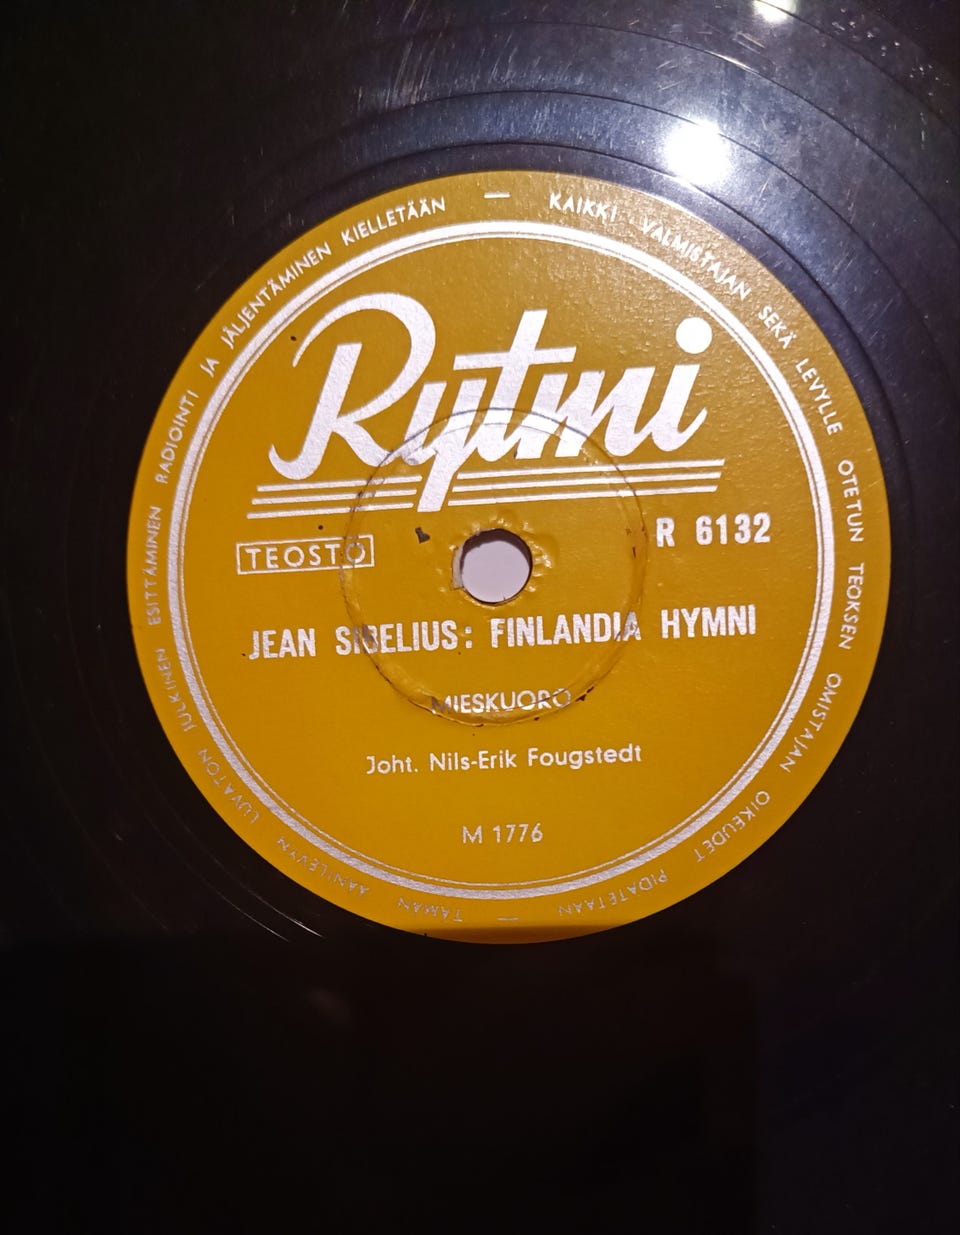 KAIKKI VALMISTAJAN SEKÄ LEVYLLE OTETUN TEOKSEN OMISTAJAN OIKEUDET PIDÄTETÄÄN — TÄMÄN ÄÄNILEVYN LUVATON JULKINEN ESITTÄMINEN RADIOINTI JA JÄLJENTÄMINEN KIELLETÄÄN —
Rytmi
TEOSTO
R 6132
JEAN SIBELIUS: FINLANDIA HYMNI
MIESKUORO
Joht. Nils-Erik Fougstedt
M 1776